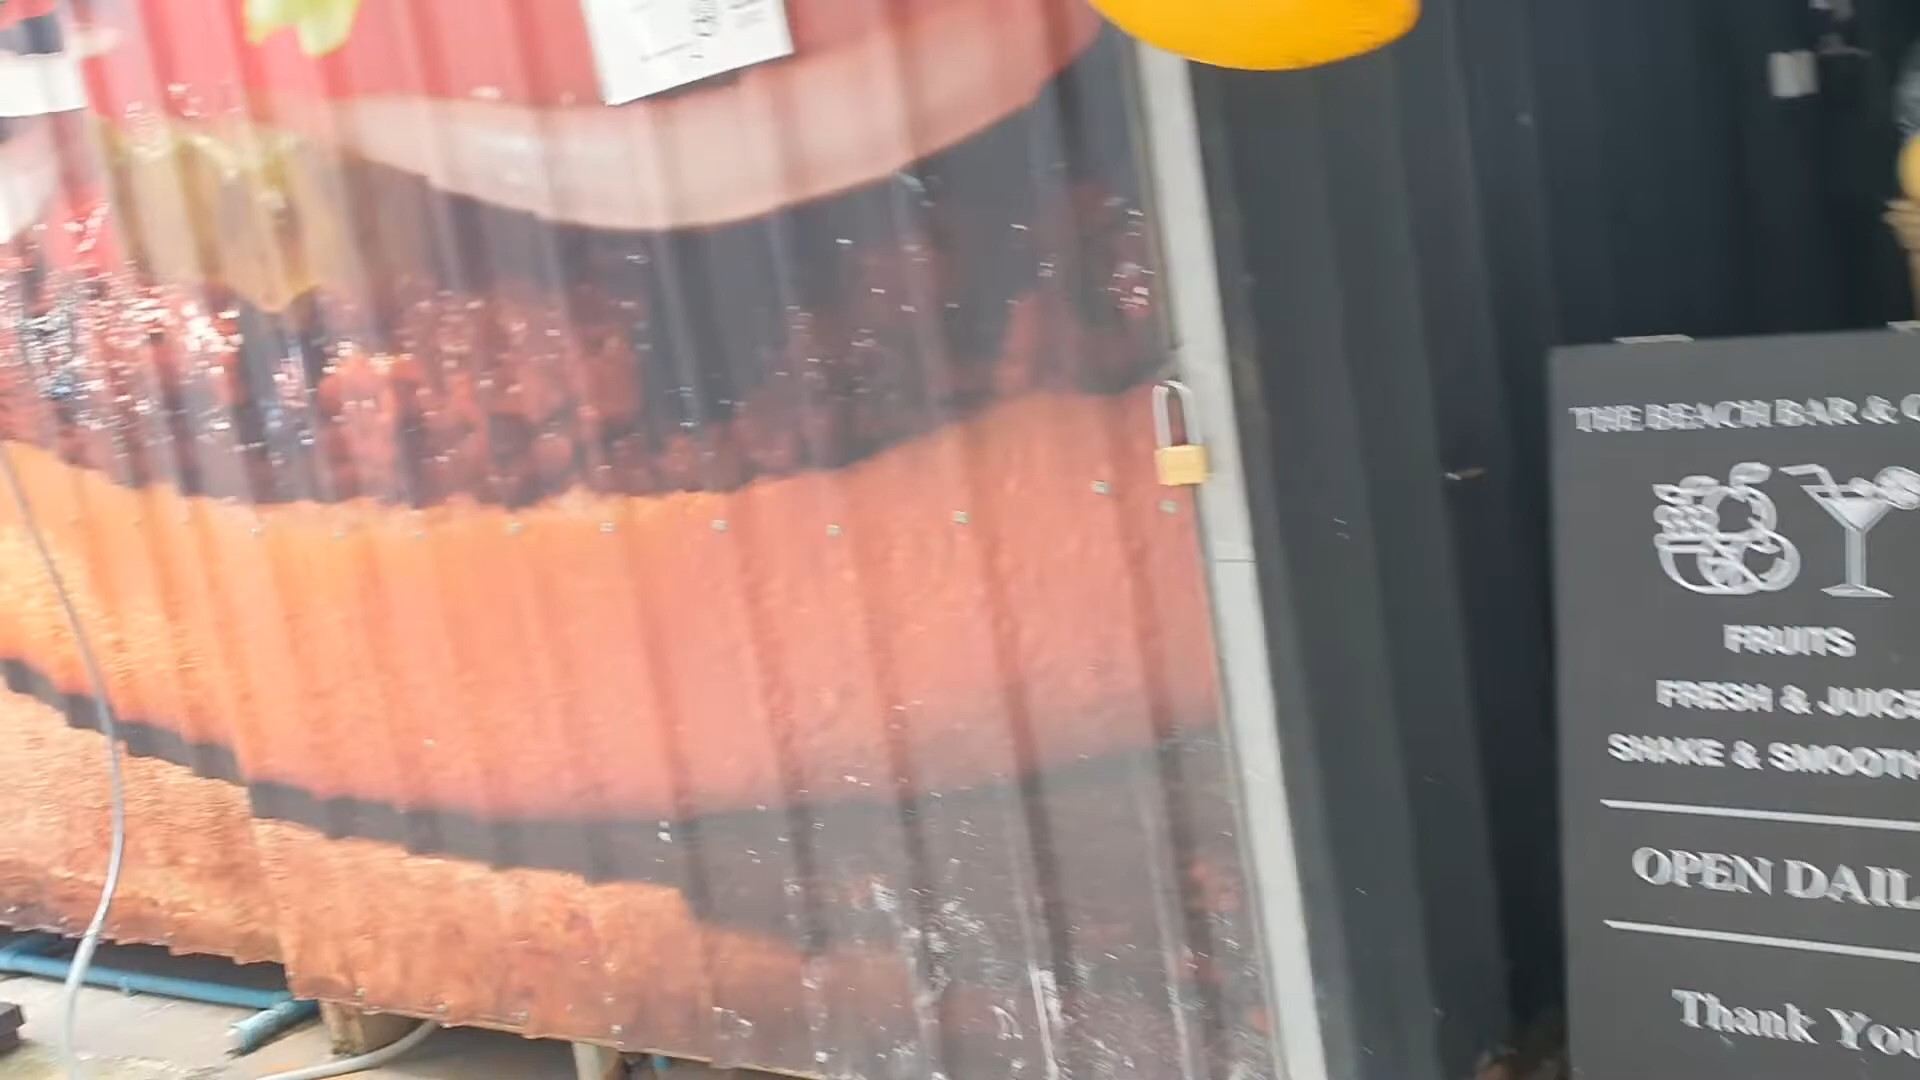 THE BEACH BAR &
FRUITS
FRESH & JUICE
SHAKE & SMOOTH
OPEN DAIL
Thank You